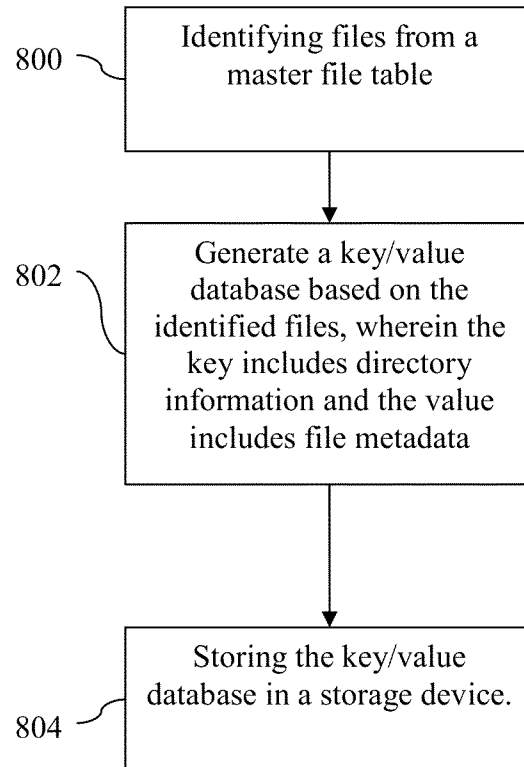 800
Identifying files from a
master file table
802
Generate a key/value
database based on the
identified files, wherein the
key includes directory
information and the value
includes file metadata
804
Storing the key/value
database in a storage device.